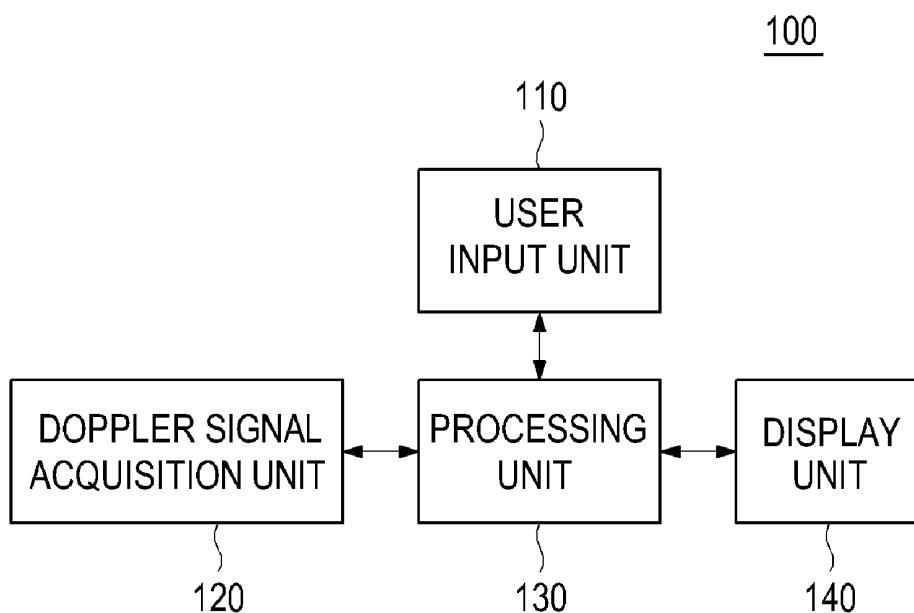 100
110
USER
INPUT UNIT
DOPPLER SIGNAL
ACQUISITION UNIT
PROCESSING
UNIT
DISPLAY
UNIT
120
130
140